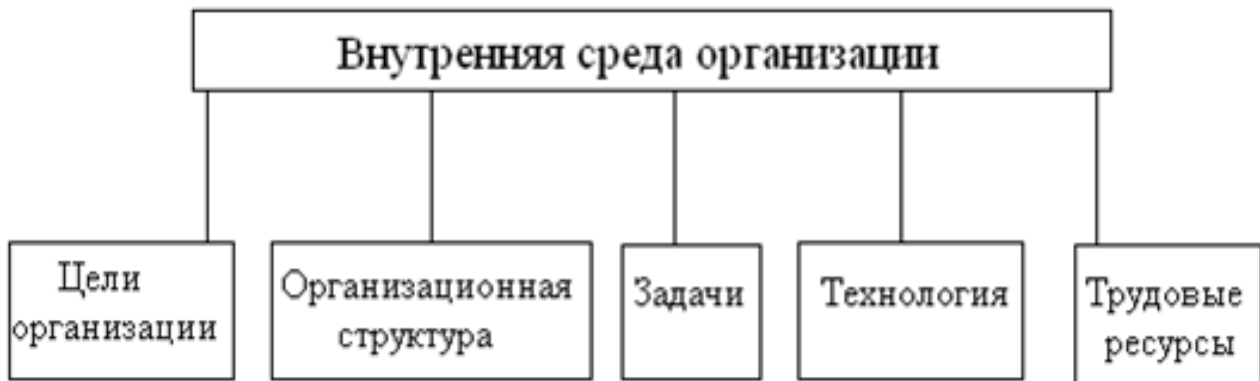 Внутренняя среда организации
Цели
организации
Организационная
структура
Задачи
Технология
Трудовые
ресурсы